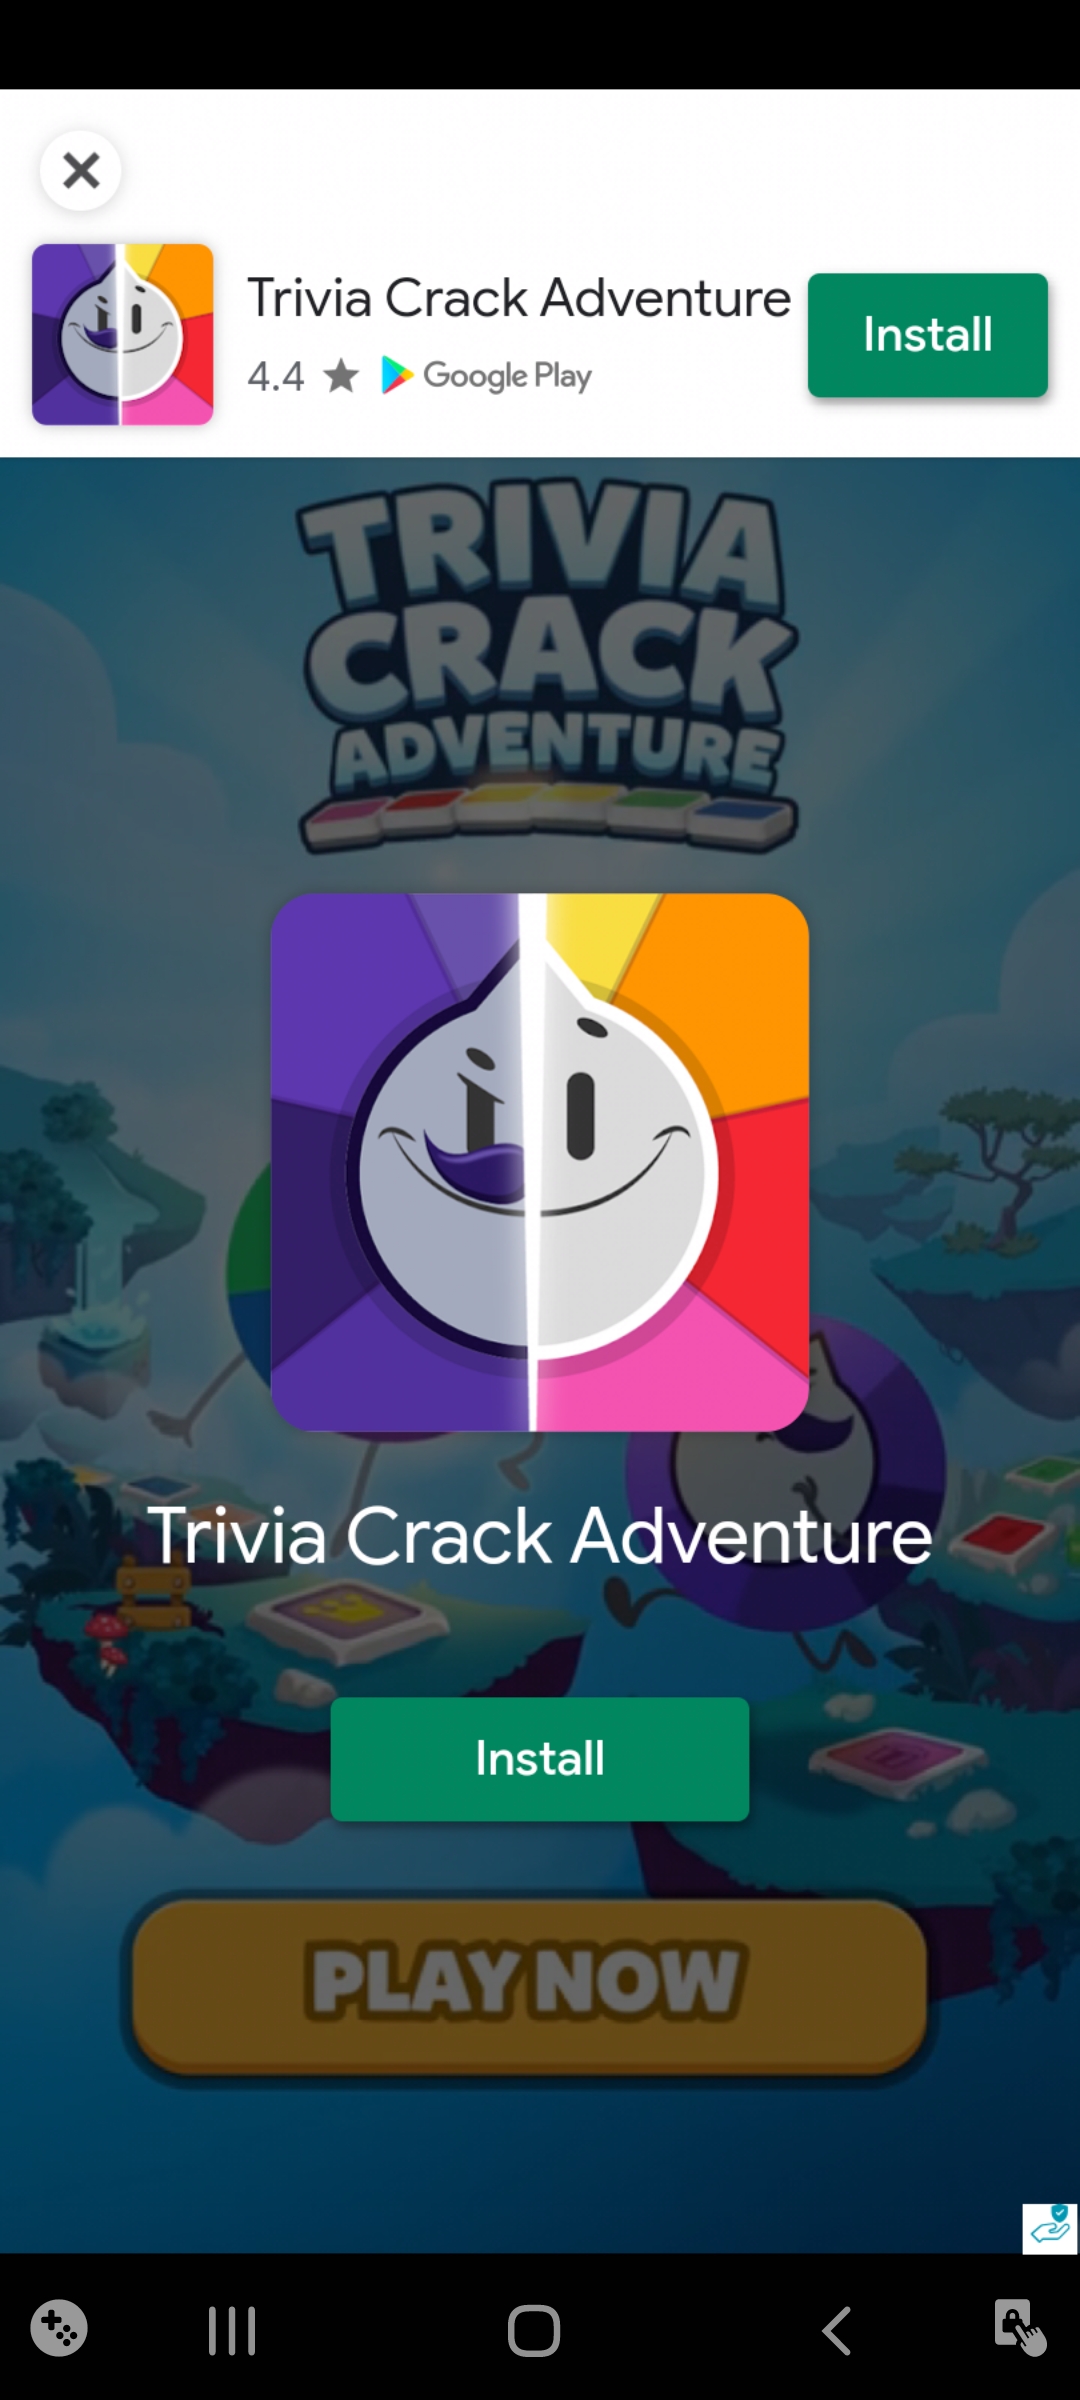 Trivia Crack Adventure
Install
4.4 ★ Google Play
TRIVIA
CRACK
ADVENTURE
Trivia Crack Adventure
Install
PLAY NOW